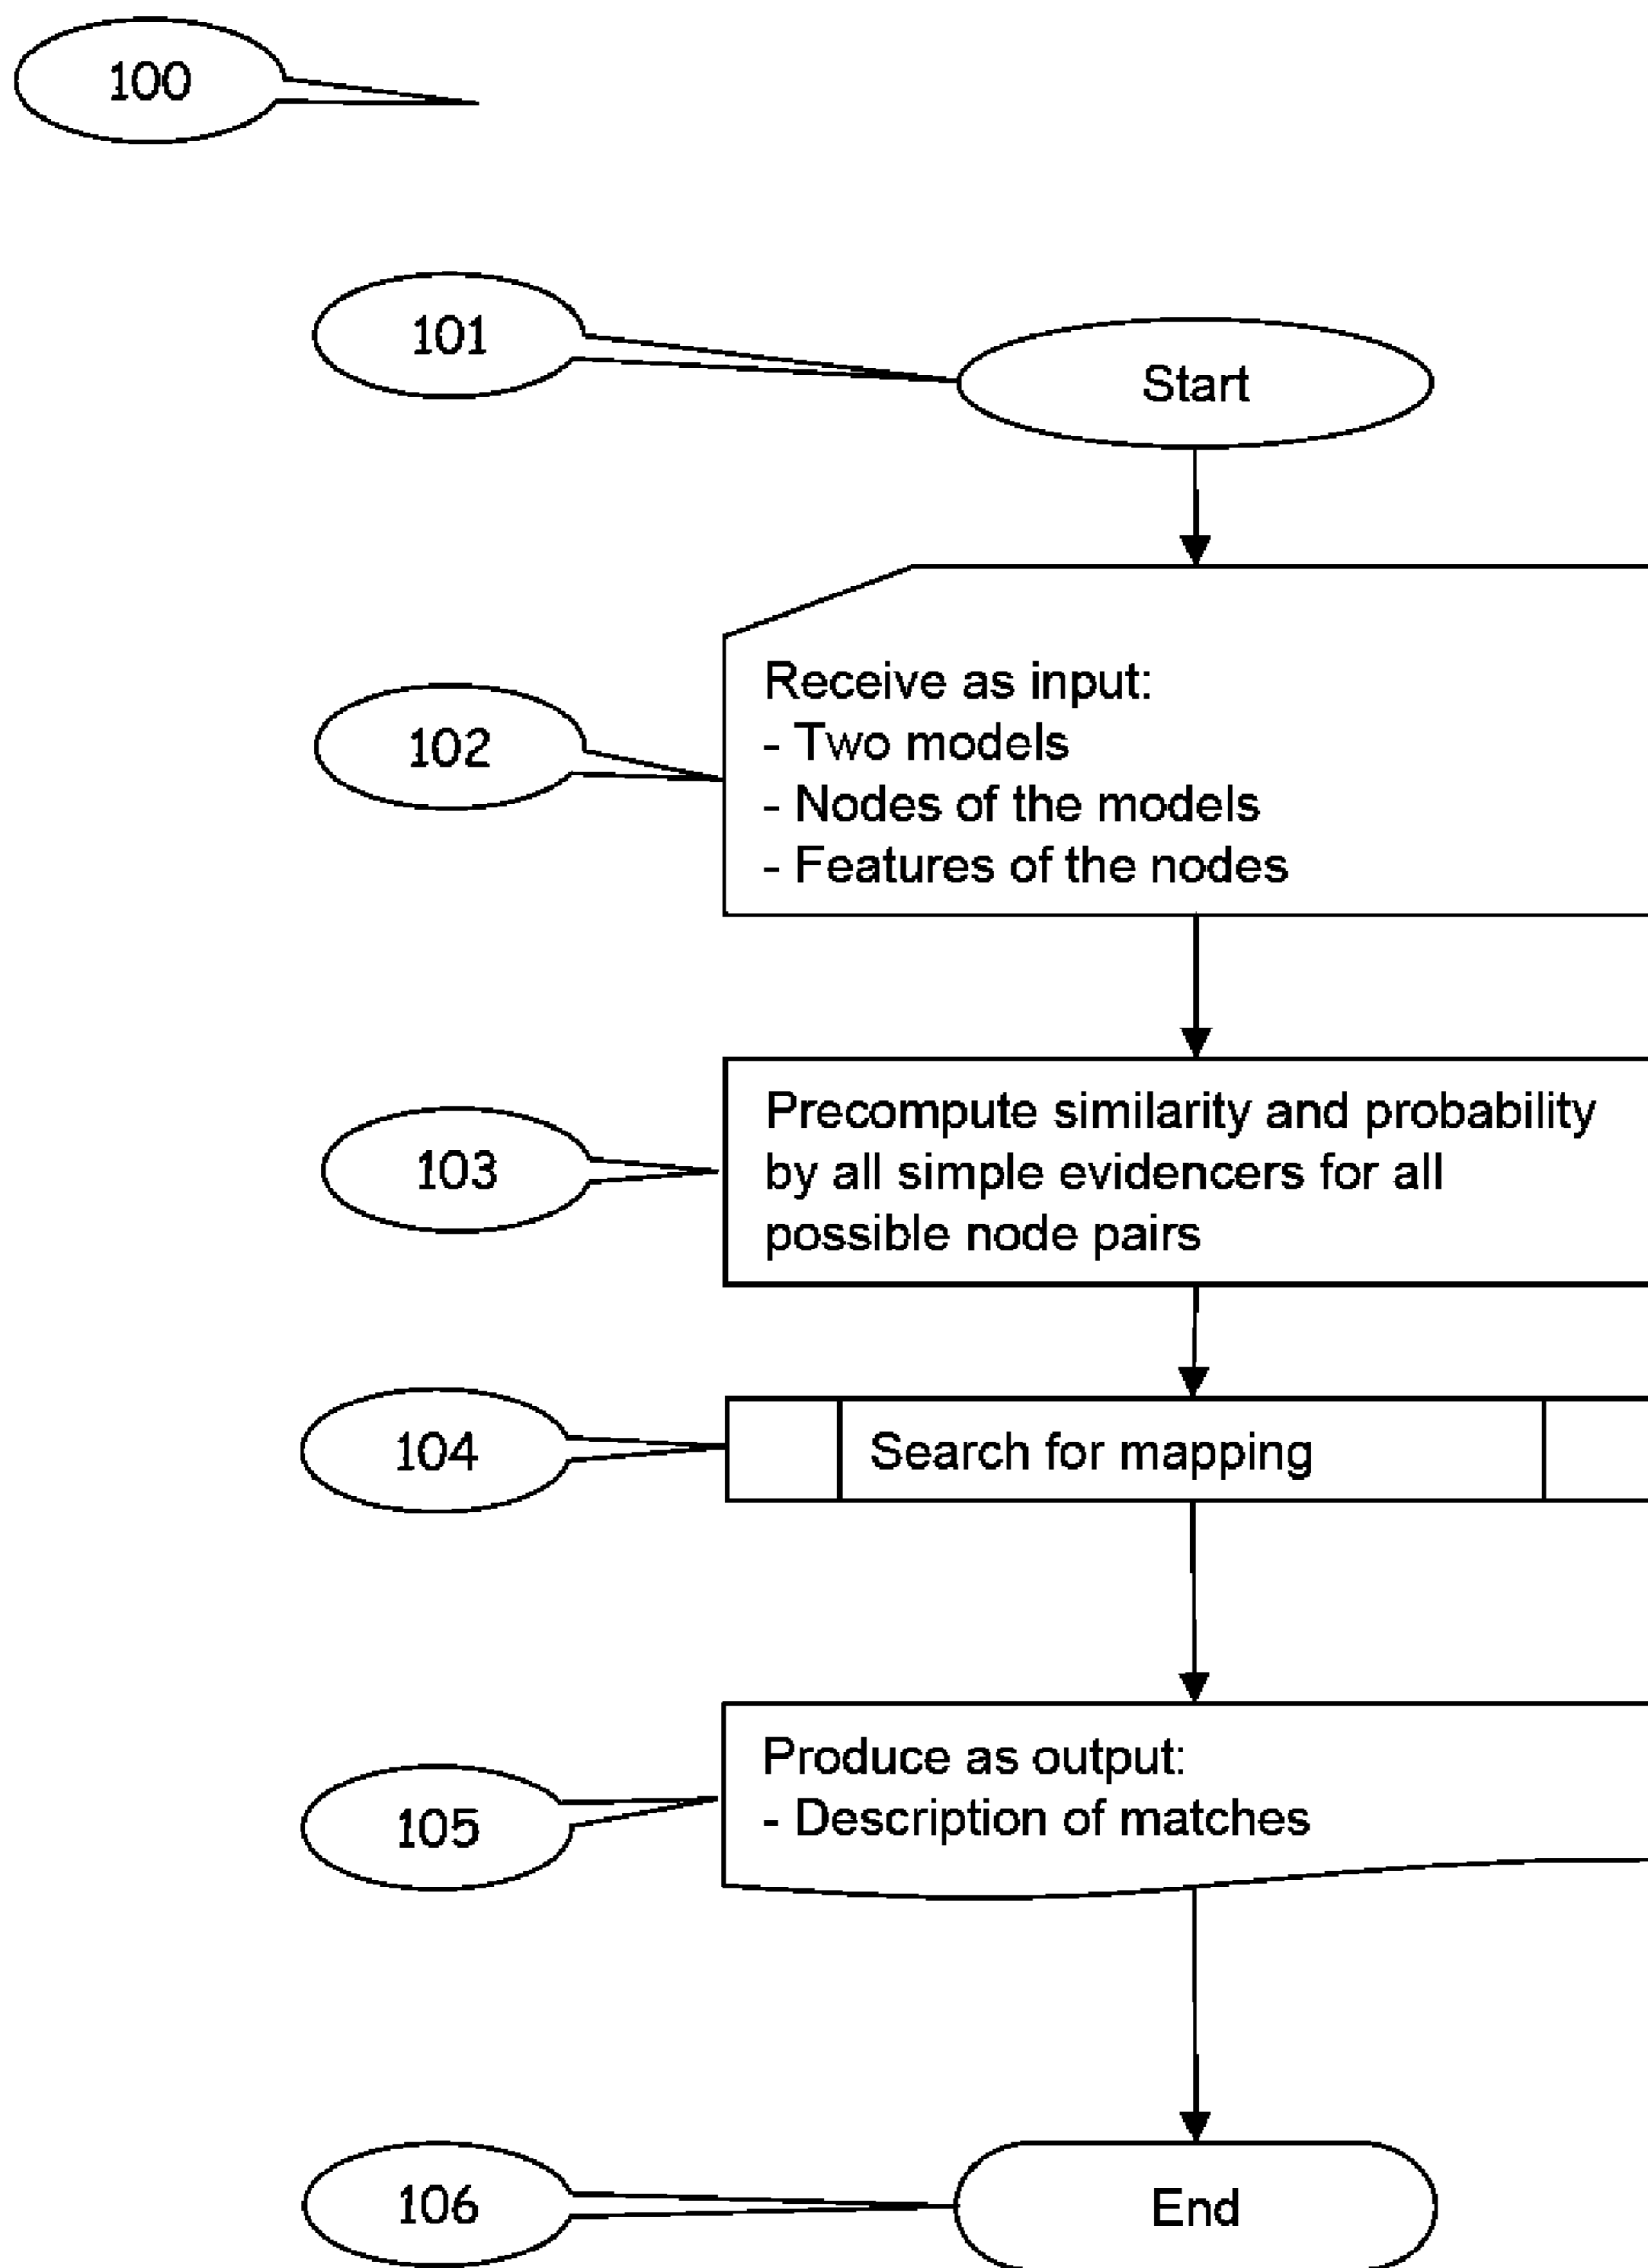 100
101
Start
102
Receive as input:
- Two models
- Nodes of the models
- Features of the nodes
103
Precompute similarity and probability
by all simple evidencers for all
possible node pairs
104
Search for mapping
105
Produce as output:
- Description of matches
106
End